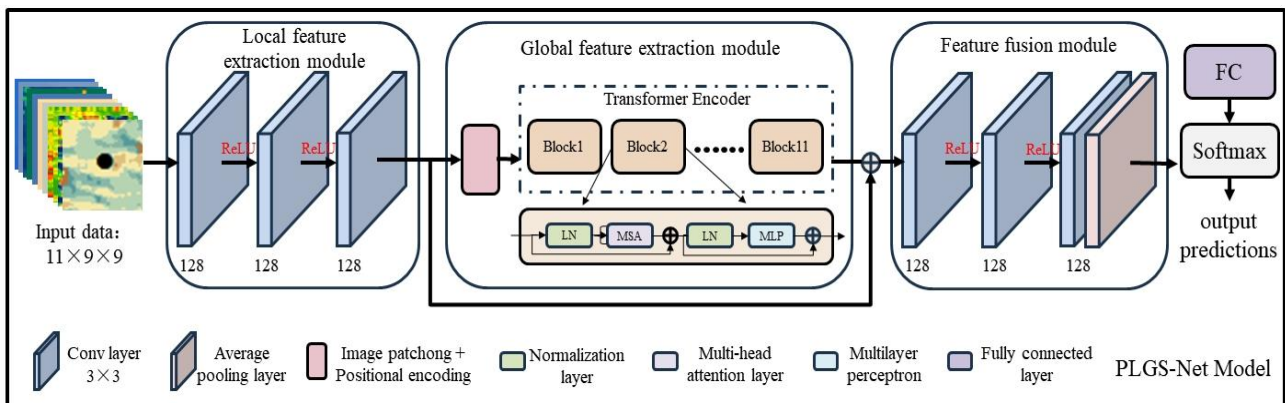 Local feature
extraction module
Global feature extraction module
Feature fusion module
Transformer Encoder
Block1
Block2
Block11
ReLU
ReLU
ReLU
ReLU
FC
Softmax
output
predictions
Input data:
11×9×9
128
128
128
LN
MSA
LN
MLP
128
128
128
Conv layer
3×3
Average
pooling layer
Image patchong +
Positional encoding
Normalization
layer
Multi-head
attention layer
Multilayer
perceptron
Fully connected
layer
PLGS-Net Model